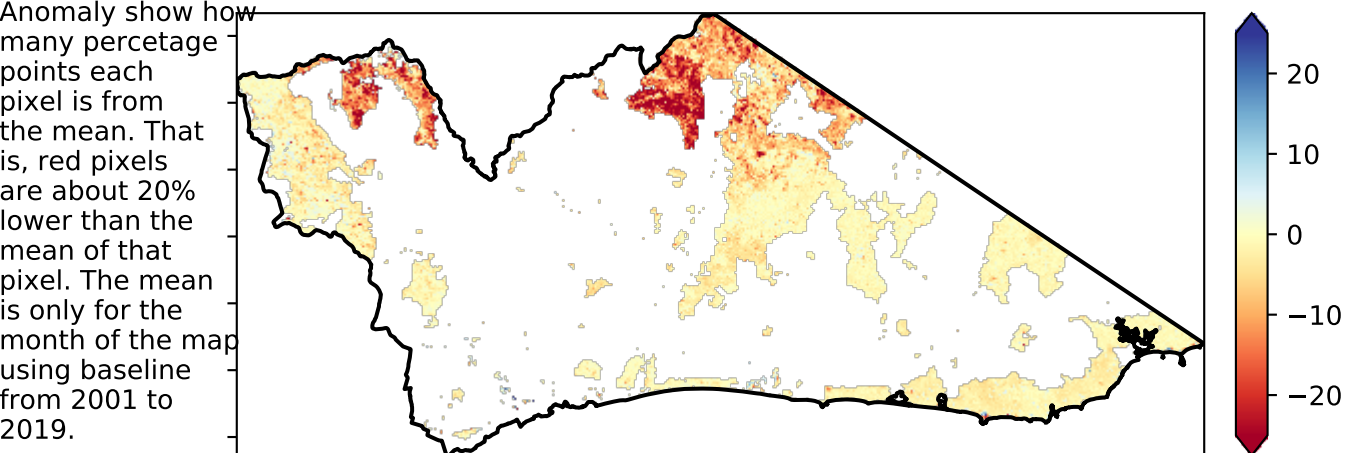 Anomaly show how
many percetage
points each
pixel is from
the mean. That
is, red pixels
are about 20%
lower than the
mean of that
pixel. The mean
is only for the
month of the map
using baseline
from 2001 to
2019.
20
10
0
−10
−20